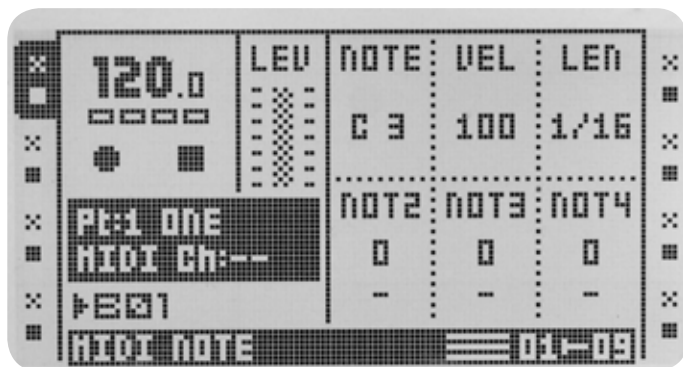 120.0
LEV
NOTE VEL LEN
C 3 100 1/16
NOT2 NOT3 NOT4
0 0 0
- - -
Pt:1 ONE
MIDI Ch:--
MIDI NOTE 01-09